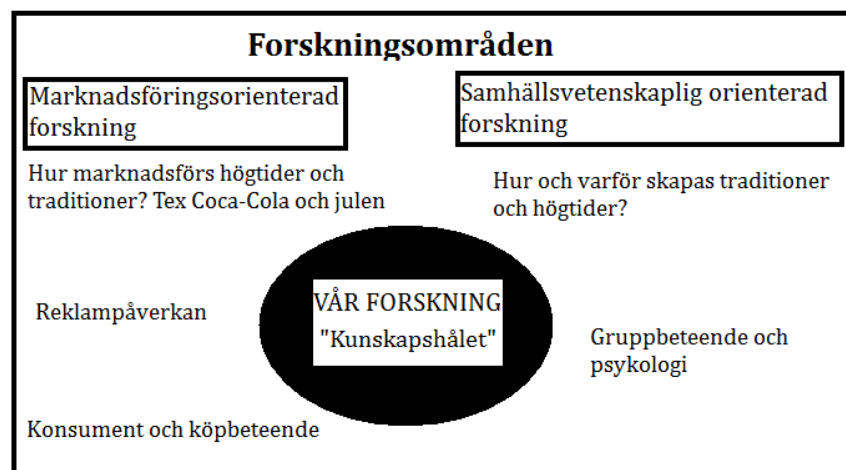 Forskningsområden
Marknadsföringsorienterad
forskning
Hur marknadsförs högtider och
traditioner? Tex Coca-Cola och julen
Reklampåverkan
Konsument och köpbeteende
VÅR FORSKNING
"Kunskapshålet"
Samhällsvetenskaplig orienterad
forskning
Hur och varför skapas traditioner
och högtider?
Gruppbeteende och
psykologi